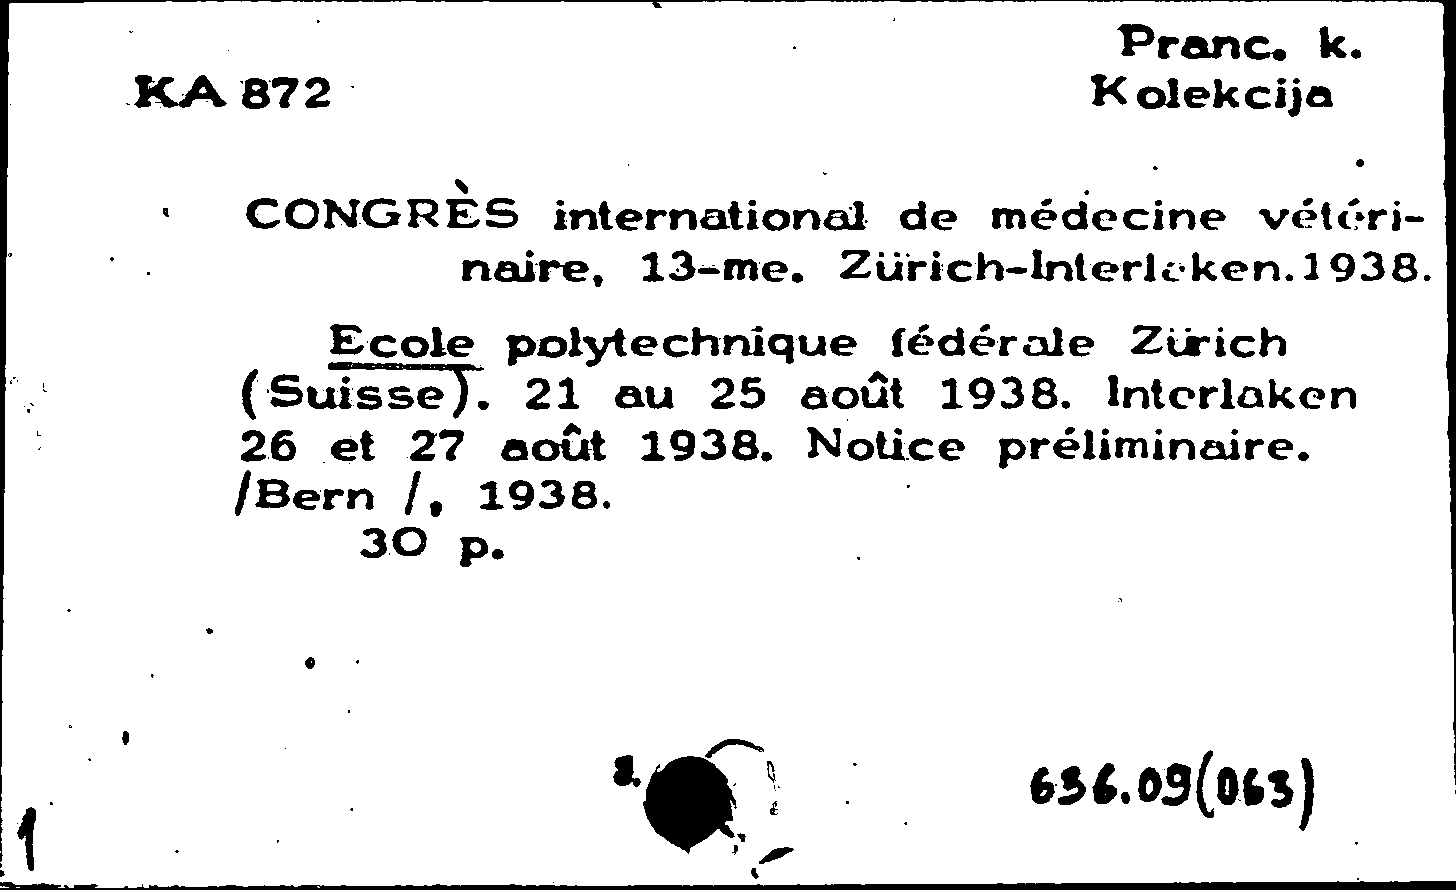 Pranc. k.
KA 872 Kolekcija
CONGRÈS international de médecine vétéri-
naire, 13-me. Zürich-Interlaken.1938.
Ecole polytechnique fédérale Zürich
(Suisse). 21 au 25 août 1938. Interlaken
26 et 27 août 1938. Notice préliminaire.
/Bern /, 1938.
30 p.
636.09(063)
1